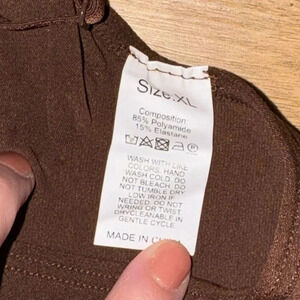 Size:XL
Composition:
85% Polyamide
15% Elastane
WASH WITH LIKE
COLORS. HAND
WASH COLD. DO
NOT BLEACH. DO
NOT TUMBLE DRY
LOW IRON IF
NEEDED. DO NOT
WRING OR TWIST.
DRYCLEANABLE IN
GENTLE CYCLE.
MADE IN